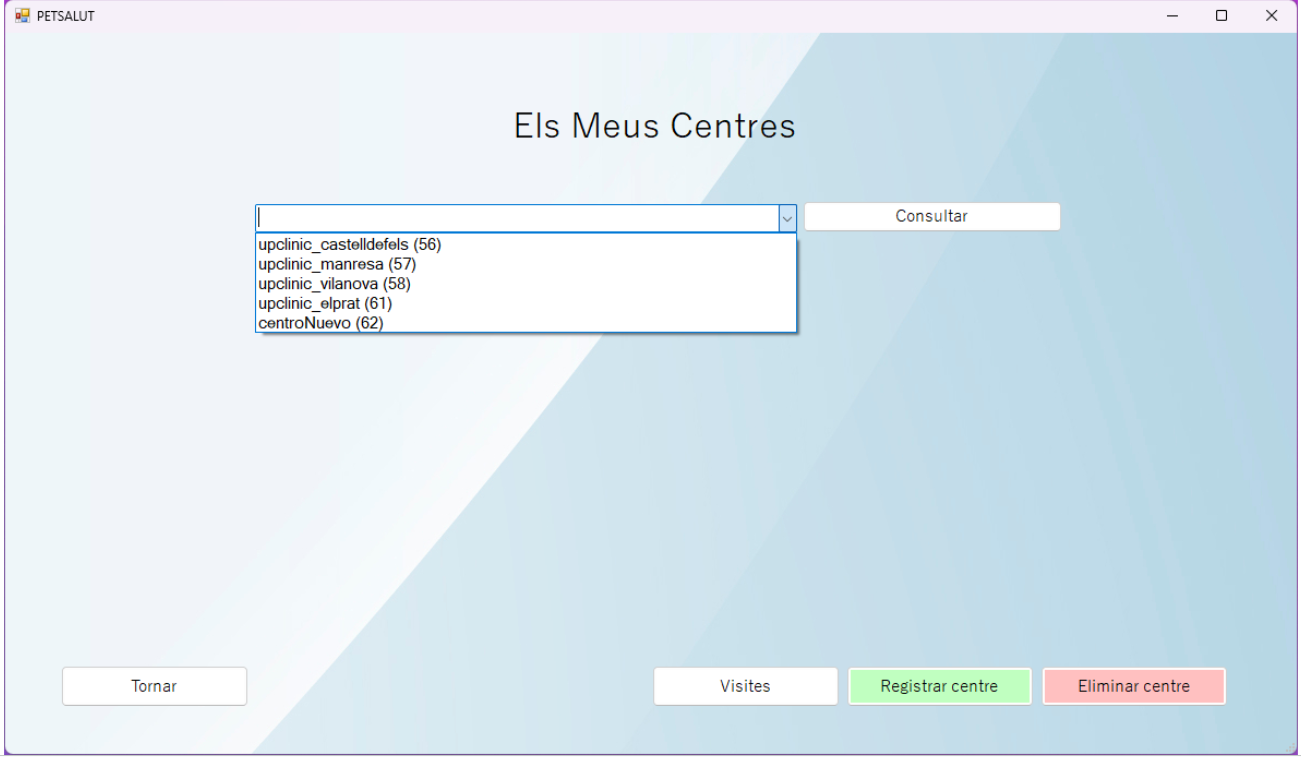 PETSALUT
Els Meus Centres
Consultar
upclinic_castelldefels (56)
upclinic_manresa (57)
upclinic_vilanova (58)
upclinic_elprat (61)
centroNuevo (62)
Tornar
Visites
Registrar centre
Eliminar centre